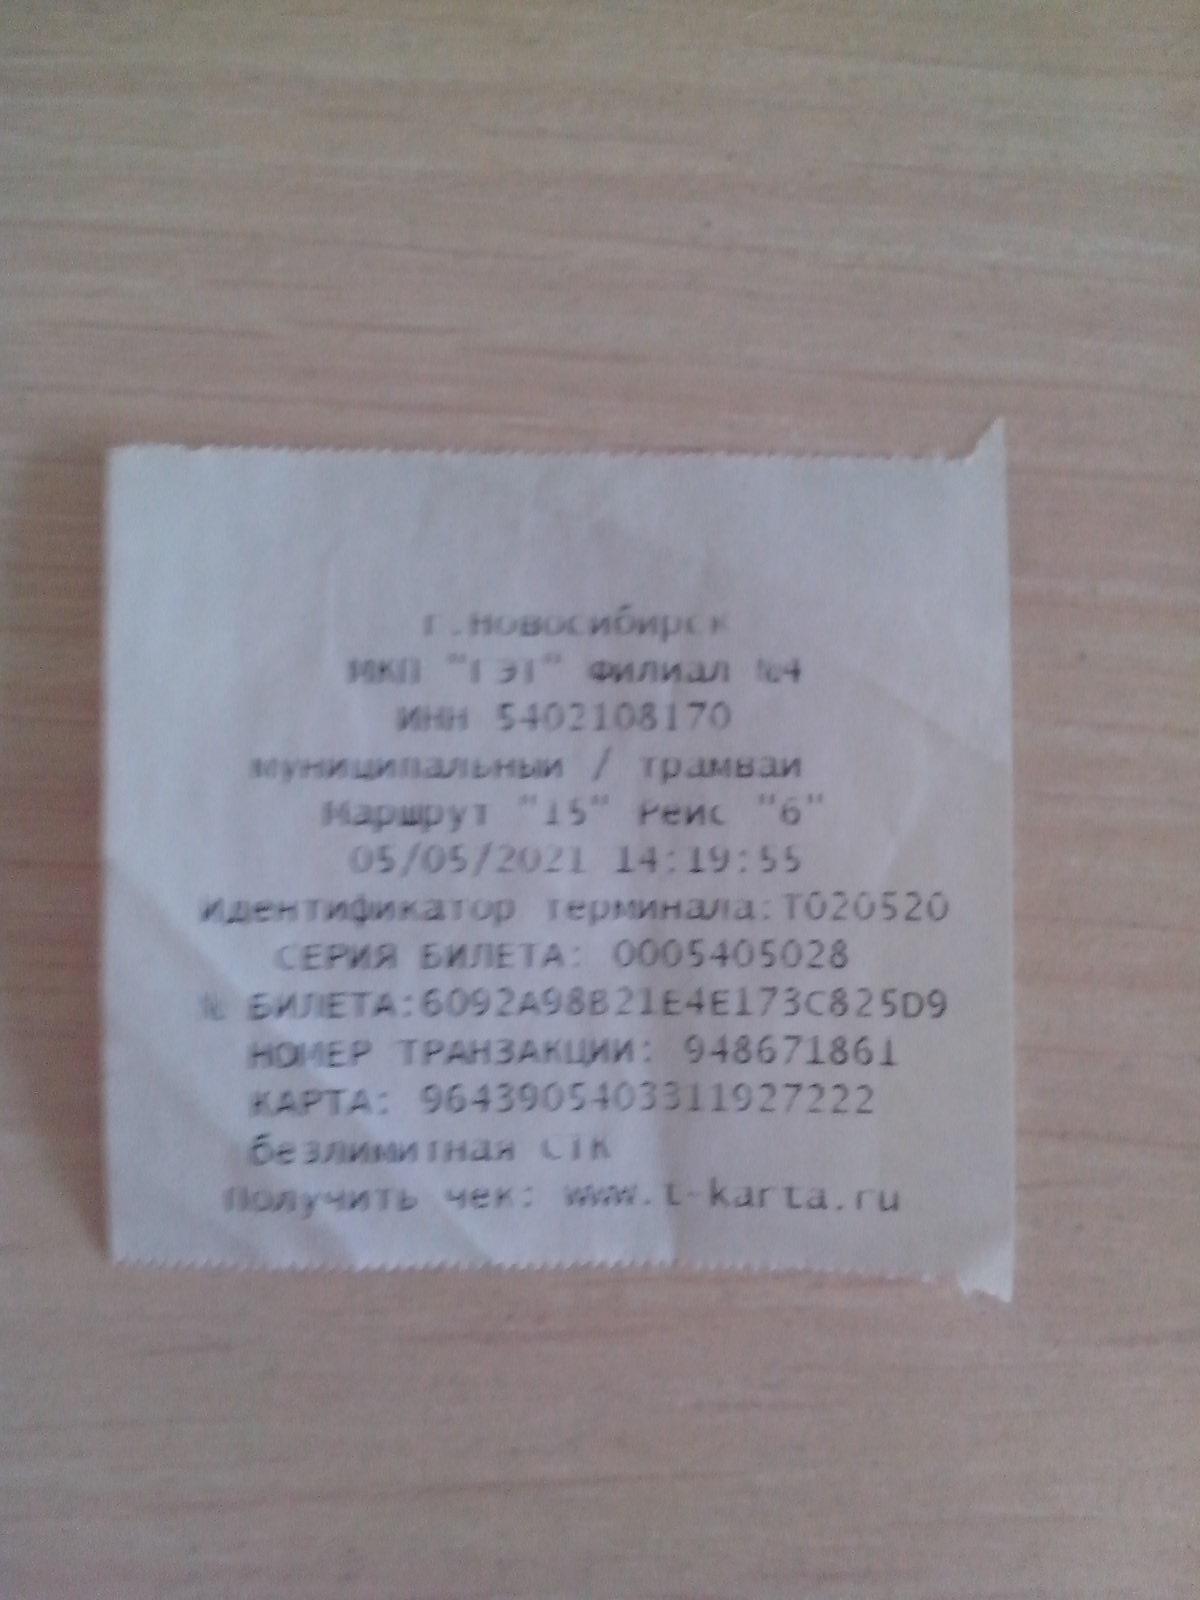 г.Новосибирск
МКП "ГЭТ" Филиал №4
ИНН 5402108170
муниципальный / трамвай
Маршрут "15" Рейс "6"
05/05/2021 14:19:55
Идентификатор терминала:T020520
СЕРИЯ БИЛЕТА: 0005405028
№ БИЛЕТА:6092A98B21E4E173C825D9
НОМЕР ТРАНЗАКЦИИ: 948671861
КАРТА: 9643905403311927222
безлимитная СТК
Получить чек: www.t-karta.ru